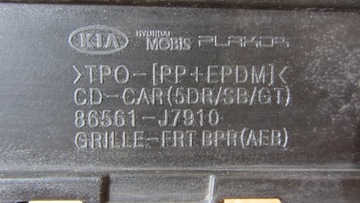 KIA HYUNDAI MOBIS PLAKOR
>TPO-[PP+EPDM]<
CD-CAR(5DR/SB/GT)
86561-J7910
GRILLE-FRT BPR(AEB)